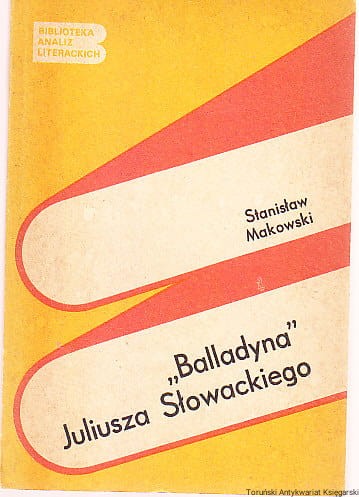 BIBLIOTEKA
ANALIZ
LITERACKICH
Stanisław
Makowski
„Balladyna”
Juliusza Słowackiego
Toruński Antykwariat Księgarski